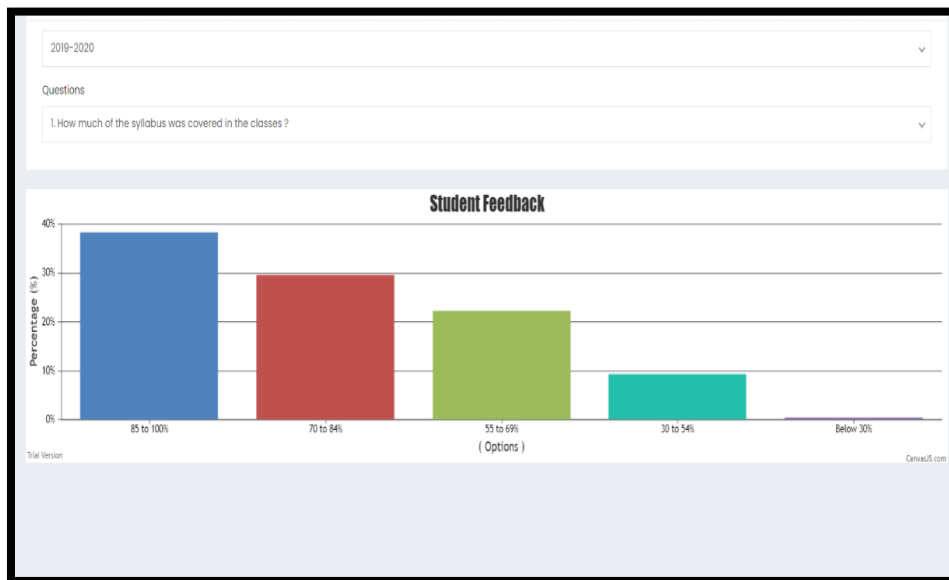 2019-2020
Questions
1. How much of the syllabus was covered in the classes ?
Student Feedback
Percentage (%)
40%
30%
20%
10%
0%
85 to 100%
70 to 84%
55 to 69%
30 to 54%
Below 30%
( Options )
Trial Version
CanvasJS.com